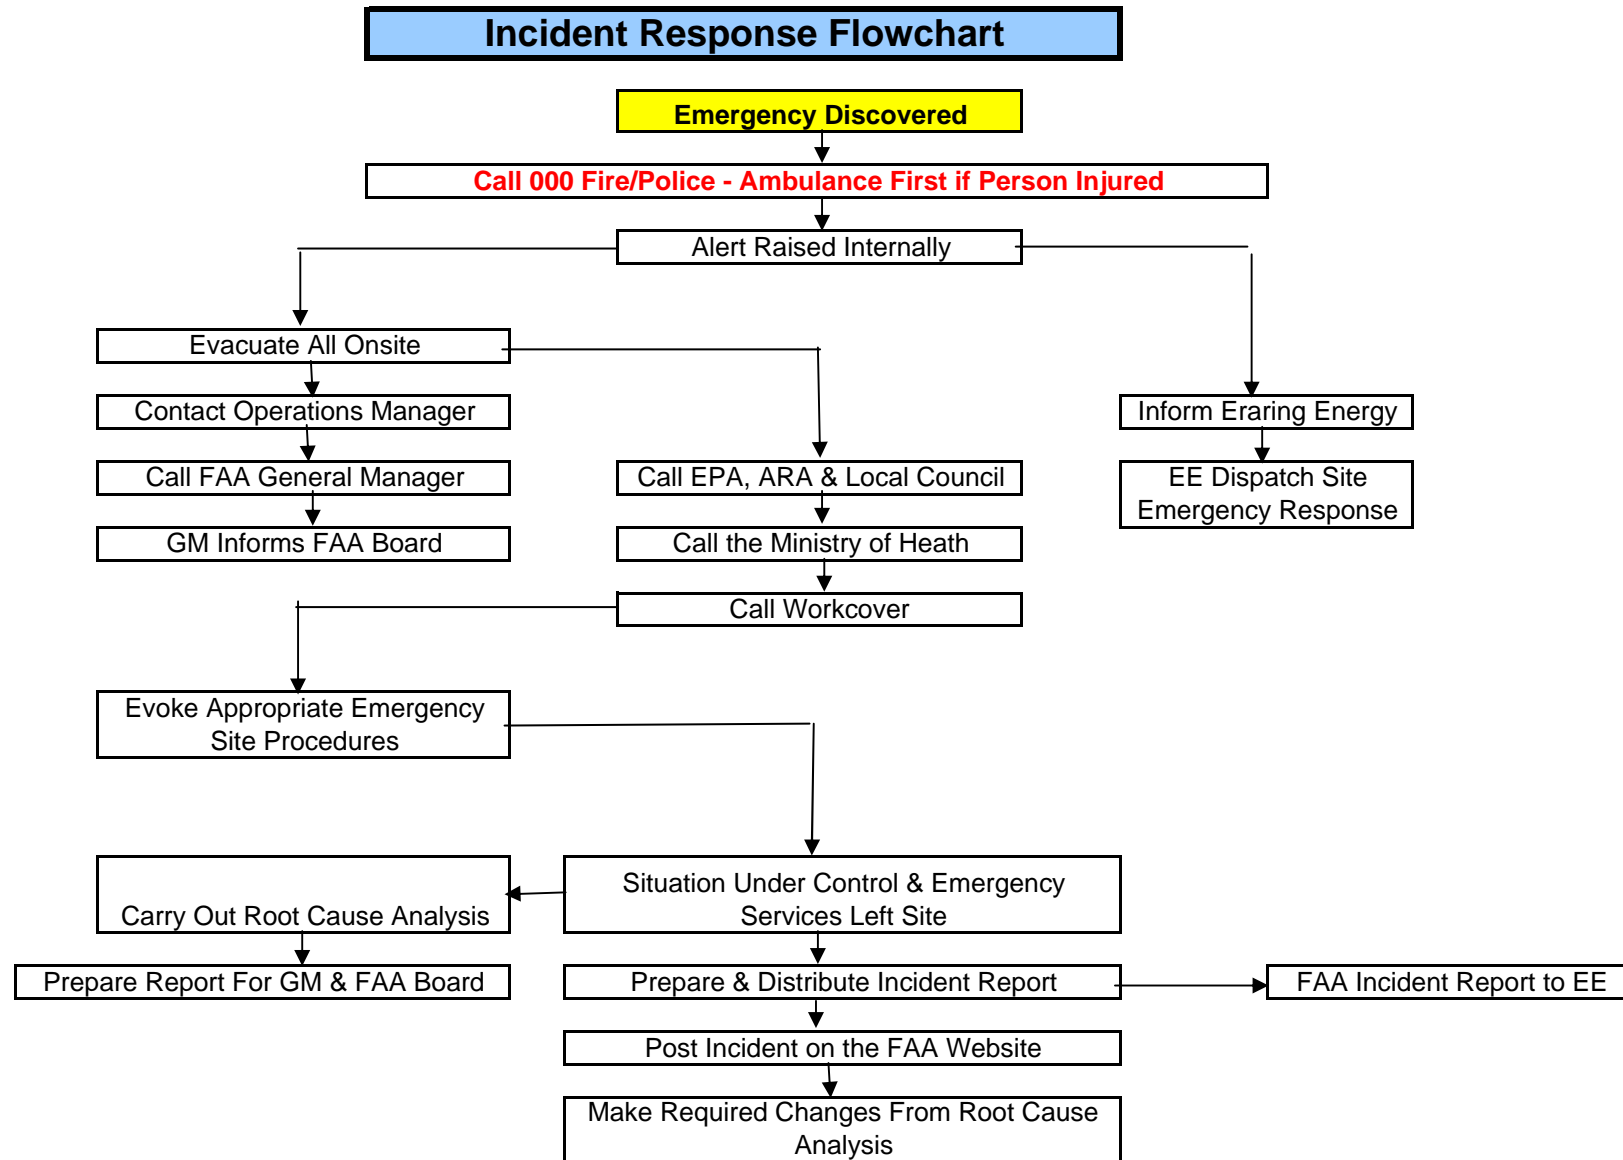 Incident Response Flowchart
Emergency Discovered
Call 000 Fire/Police - Ambulance First if Person Injured
Alert Raised Internally
Evacuate All Onsite
Contact Operations Manager
Inform Eraring Energy
Call FAA General Manager
Call EPA, ARA & Local Council
EE Dispatch Site
Emergency Response
GM Informs FAA Board
Call the Ministry of Heath
Call Workcover
Evoke Appropriate Emergency
Site Procedures
Situation Under Control & Emergency
Services Left Site
Carry Out Root Cause Analysis
Prepare Report For GM & FAA Board
Prepare & Distribute Incident Report
FAA Incident Report to EE
Post Incident on the FAA Website
Make Required Changes From Root Cause
Analysis